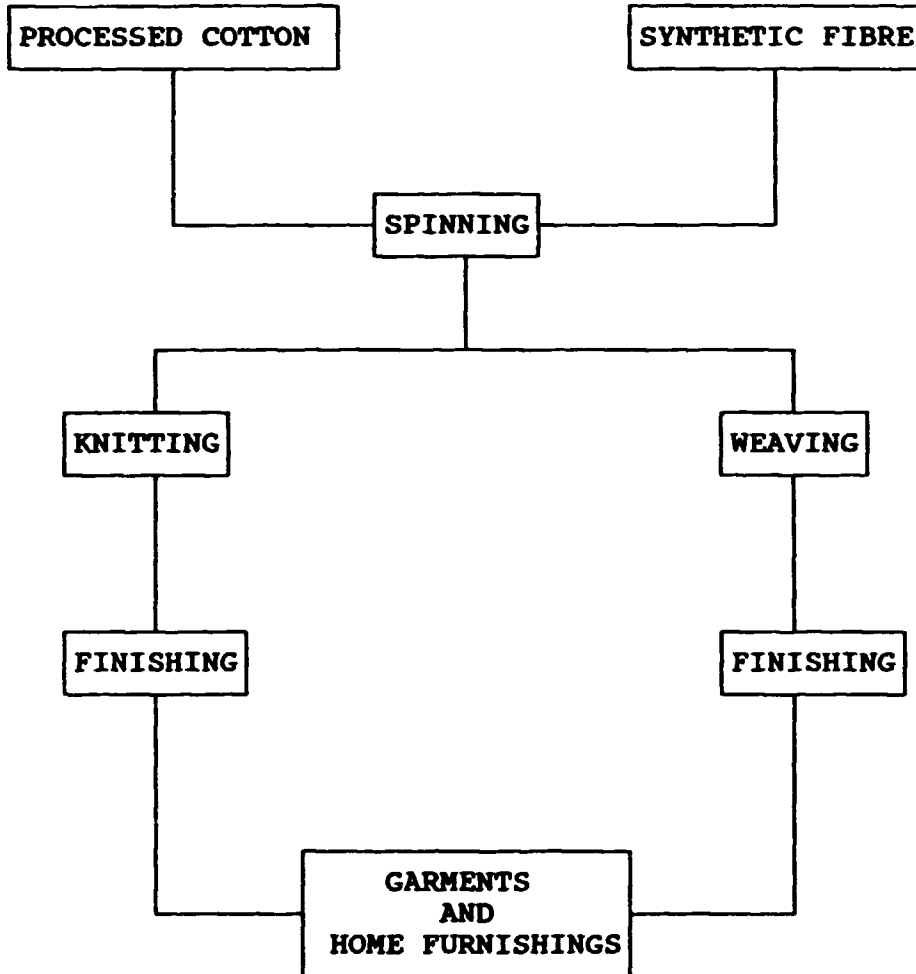 PROCESSED COTTON
SYNTHETIC FIBRE
SPINNING
KNITTING
WEAVING
FINISHING
FINISHING
GARMENTS
AND
HOME FURNISHINGS